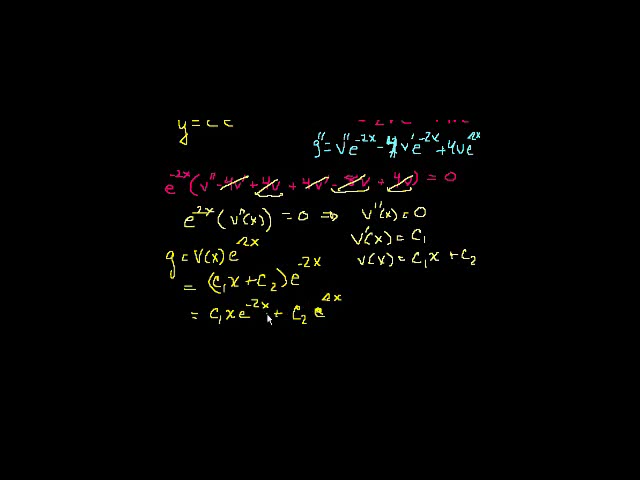 g''=v''e^-2x-4v'e^-2x+4ve^-2x
e^-2x(v''-4v'+4v+4v'-8v+4v)=0
e^-2x(v''(x))=0 ⇒ v''(x)=0
v'(x)=C₁
g=v(x)e^-2x
v(x)=C₁x+C₂
=(C₁x+C₂)e^-2x
=C₁xe^-2x+C₂e^-2x